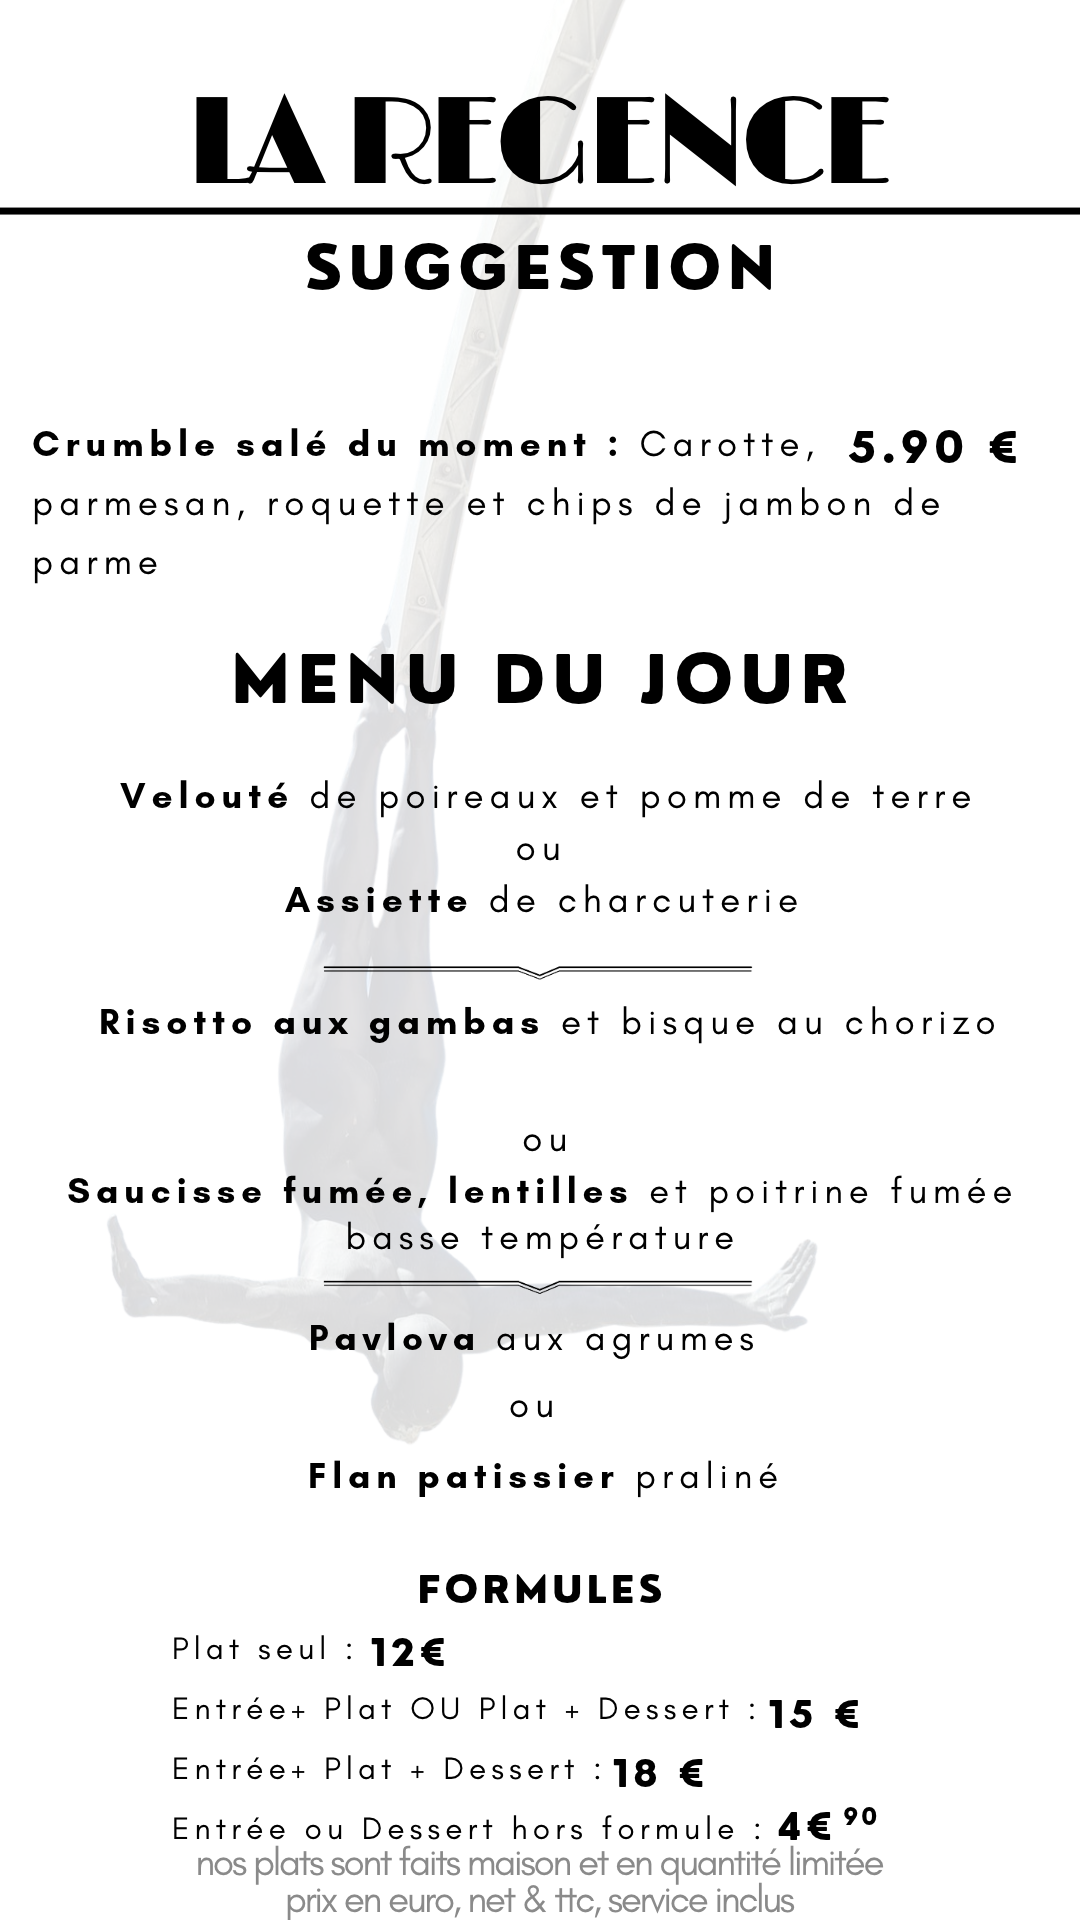 LA REGENCE
SUGGESTION
Crumble salé du moment : Carotte, 5.90 €
parmesan, roquette et chips de jambon de
parme
MENU DU JOUR
Velouté de poireaux et pomme de terre
ou
Assiette de charcuterie
Risotto aux gambas et bisque au chorizo
ou
Saucisse fumée, lentilles et poitrine fumée
basse température
Pavlova aux agrumes
ou
Flan patissier praliné
FORMULES
Plat seul : 12€
Entrée+ Plat OU Plat + Dessert : 15 €
Entrée+ Plat + Dessert : 18 €
Entrée ou Dessert hors formule : 4€ 90
nos plats sont faits maison et en quantité limitée
prix en euro, net & ttc, service inclus